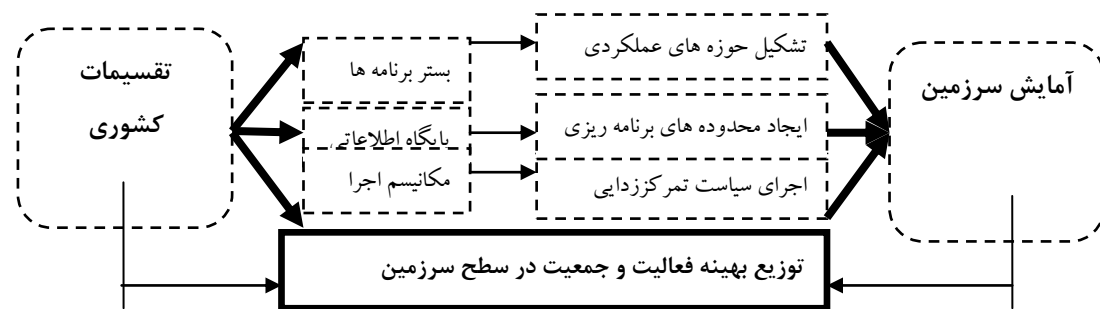 تقسیمات
کشوری
بستر برنامه ها
پایگاه اطلاعاتی
مکانیسم اجرا
تشکیل حوزه های عملکردی
ایجاد محدوده های برنامه ریزی
اجرای سیاست تمرکززدایی
آمایش سرزمین
توزیع بهینه فعالیت و جمعیت در سطح سرزمین